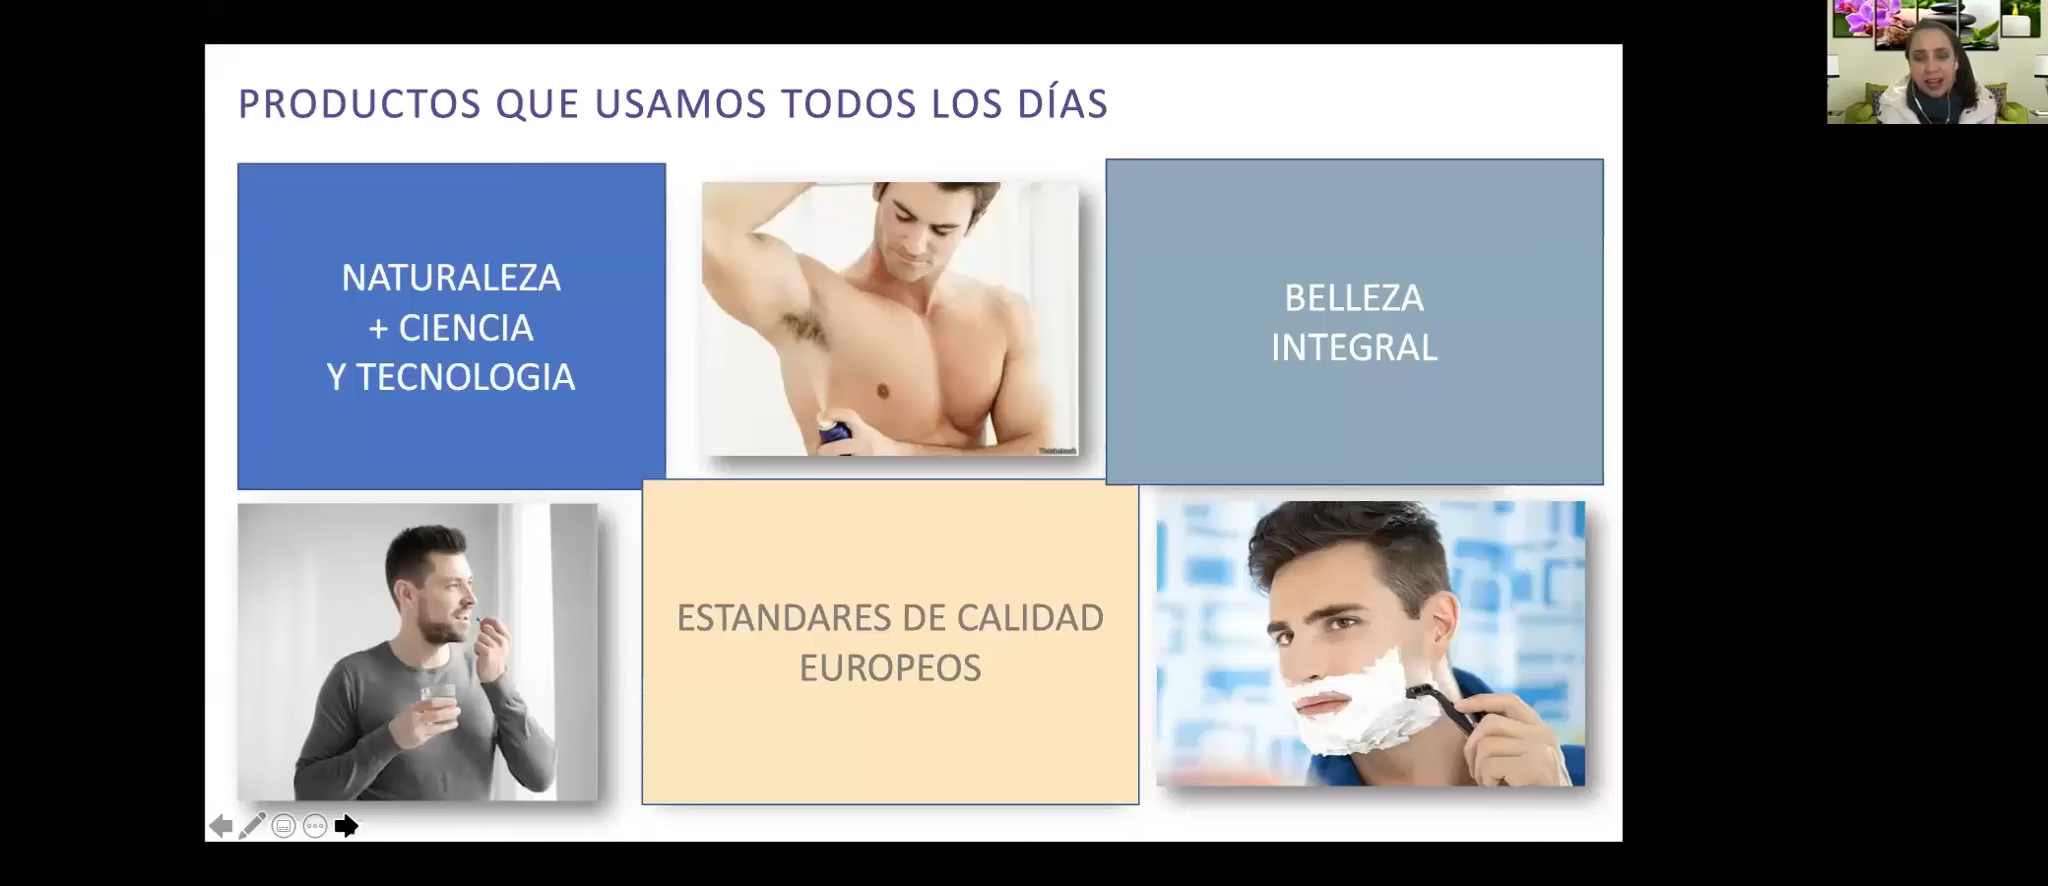 PRODUCTOS QUE USAMOS TODOS LOS DÍAS
NATURALEZA
+ CIENCIA
Y TECNOLOGIA
BELLEZA
INTEGRAL
ESTANDARES DE CALIDAD
EUROPEOS